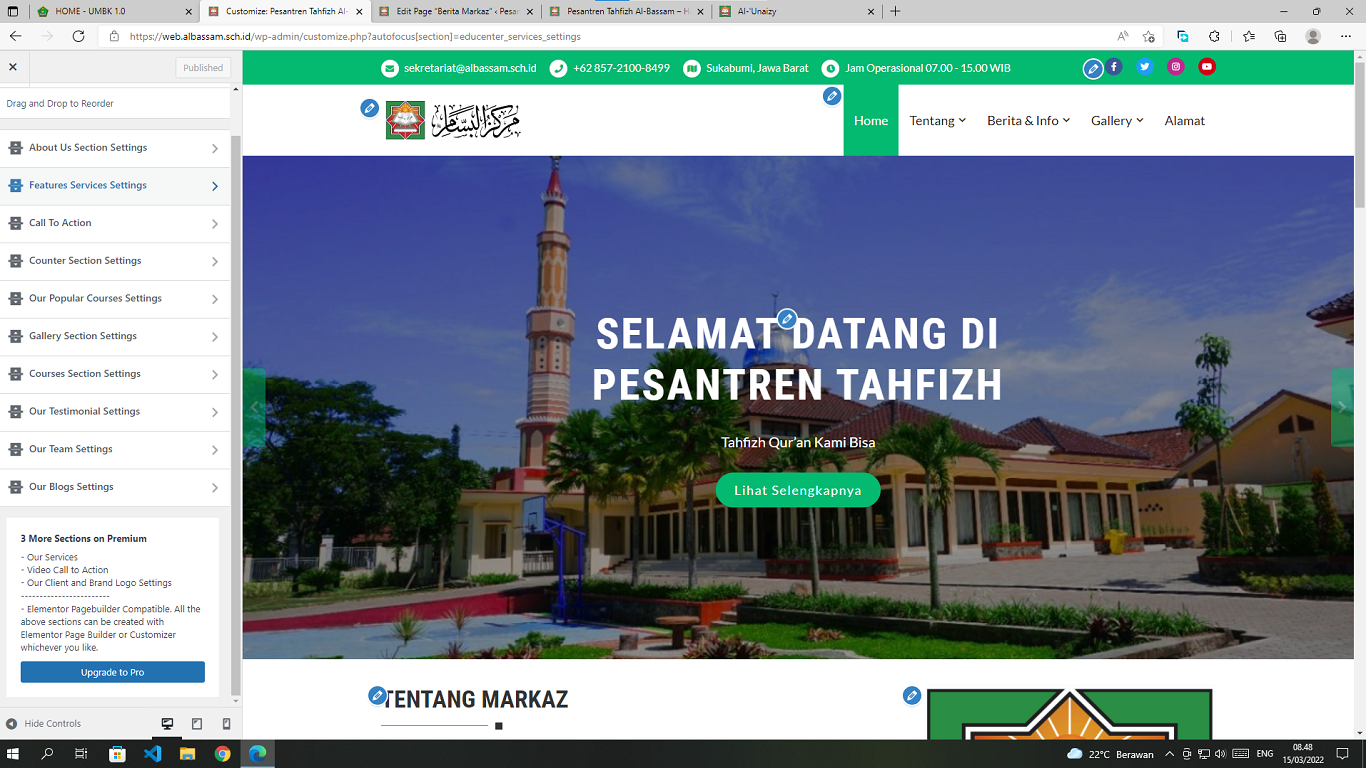 HOME - UMBK 1.0
Customize: Pesantren Tahfizh Al-
Edit Page "Berita Markaz" ‹ Pesan
Pesantren Tahfizh Al-Bassam – H
Al-'Unaizy
https://web.albassam.sch.id/wp-admin/customize.php?autofocus[section]=educenter_services_settings
Published
sekretariat@albassam.sch.id
+62 857-2100-8499
Sukabumi, Jawa Barat
Jam Operasional 07.00 - 15.00 WIB
Drag and Drop to Reorder
About Us Section Settings
Features Services Settings
Call To Action
Counter Section Settings
Our Popular Courses Settings
Gallery Section Settings
Courses Section Settings
Our Testimonial Settings
Our Team Settings
Our Blogs Settings
3 More Sections on Premium
- Our Services
- Video Call to Action
- Our Client and Brand Logo Settings
------------------------
- Elementor Pagebuilder Compatible. All the
above sections can be created with
Elementor Page Builder or Customizer
whichever you like.
Upgrade to Pro
Hide Controls
مركز البسام
Home
Tentang
Berita & Info
Gallery
Alamat
SELAMAT DATANG DI
PESANTREN TAHFIZH
Tahfizh Qur'an Kami Bisa
Lihat Selengkapnya
TENTANG MARKAZ
22°C Berawan
ENG
08.48
15/03/2022